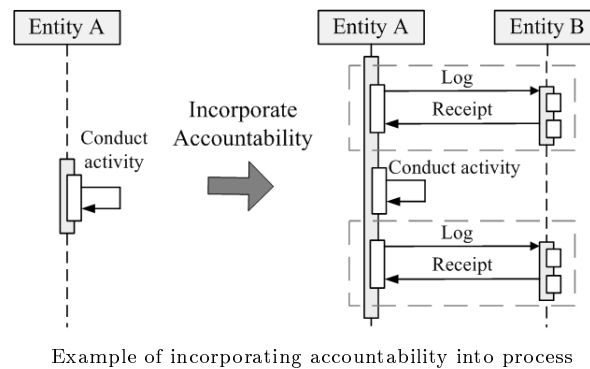 Entity A
Conduct
activity
Incorporate
Accountability
Entity A
Entity B
Log
Receipt
Conduct activity
Log
Receipt
Example of incorporating accountability into process